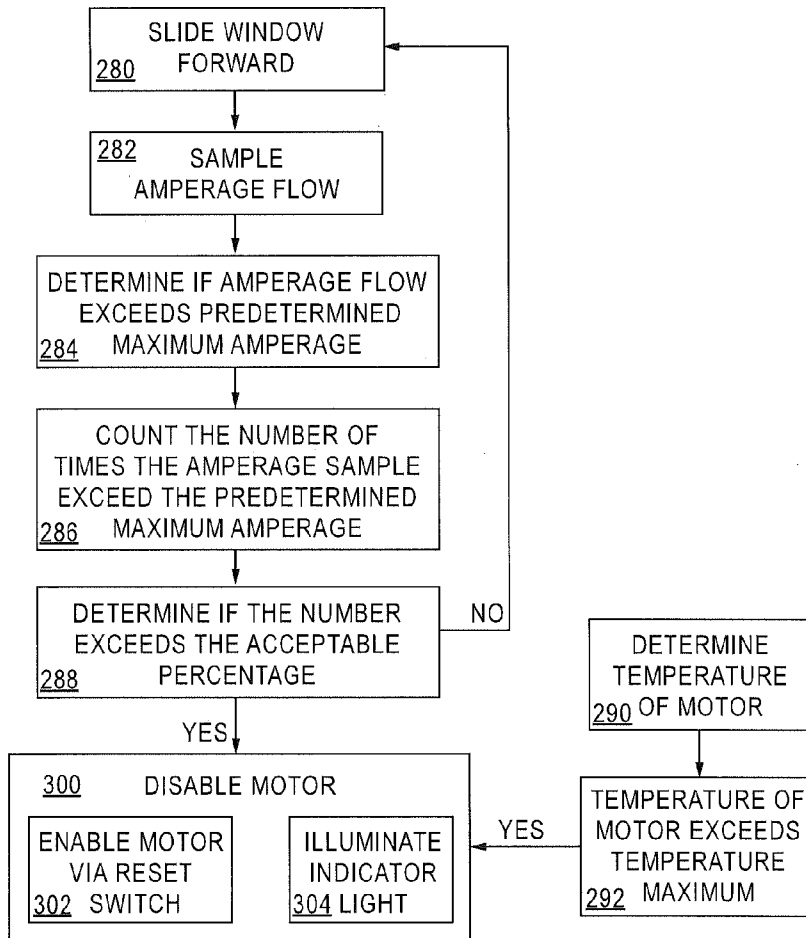 SLIDE WINDOW
280 FORWARD
282
SAMPLE
AMPERAGE FLOW
DETERMINE IF AMPERAGE FLOW
EXCEEDS PREDETERMINED
284 MAXIMUM AMPERAGE
COUNT THE NUMBER OF
TIMES THE AMPERAGE SAMPLE
EXCEED THE PREDETERMINED
286 MAXIMUM AMPERAGE
DETERMINE IF THE NUMBER
EXCEEDS THE ACCEPTABLE
288 PERCENTAGE
NO
YES
DETERMINE
TEMPERATURE
290 OF MOTOR
TEMPERATURE OF
MOTOR EXCEEDS
TEMPERATURE
292 MAXIMUM
YES
300 DISABLE MOTOR
ENABLE MOTOR
VIA RESET
302 SWITCH
ILLUMINATE
INDICATOR
304 LIGHT